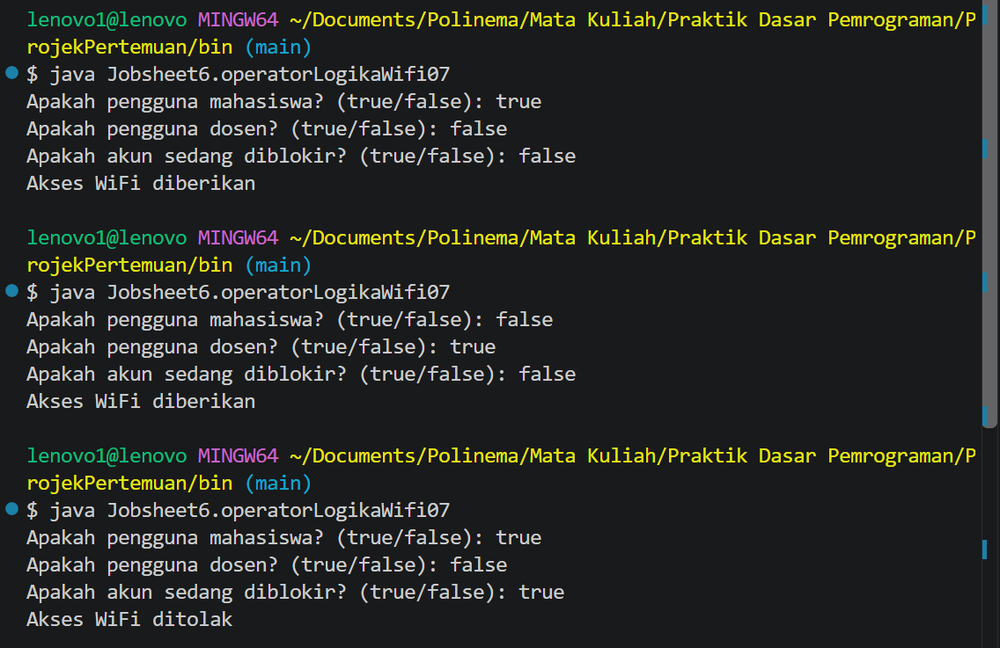 lenovo1@lenovo MINGW64 ~/Documents/Polinema/Mata Kuliah/Praktik Dasar Pemrograman/P
rojekPertemuan/bin (main)
$ java Jobsheet6.operatorLogikaWifi07
Apakah pengguna mahasiswa? (true/false): true
Apakah pengguna dosen? (true/false): false
Apakah akun sedang diblokir? (true/false): false
Akses WiFi diberikan
lenovo1@lenovo MINGW64 ~/Documents/Polinema/Mata Kuliah/Praktik Dasar Pemrograman/P
rojekPertemuan/bin (main)
$ java Jobsheet6.operatorLogikaWifi07
Apakah pengguna mahasiswa? (true/false): false
Apakah pengguna dosen? (true/false): true
Apakah akun sedang diblokir? (true/false): false
Akses WiFi diberikan
lenovo1@lenovo MINGW64 ~/Documents/Polinema/Mata Kuliah/Praktik Dasar Pemrograman/P
rojekPertemuan/bin (main)
$ java Jobsheet6.operatorLogikaWifi07
Apakah pengguna mahasiswa? (true/false): true
Apakah pengguna dosen? (true/false): false
Apakah akun sedang diblokir? (true/false): true
Akses WiFi ditolak